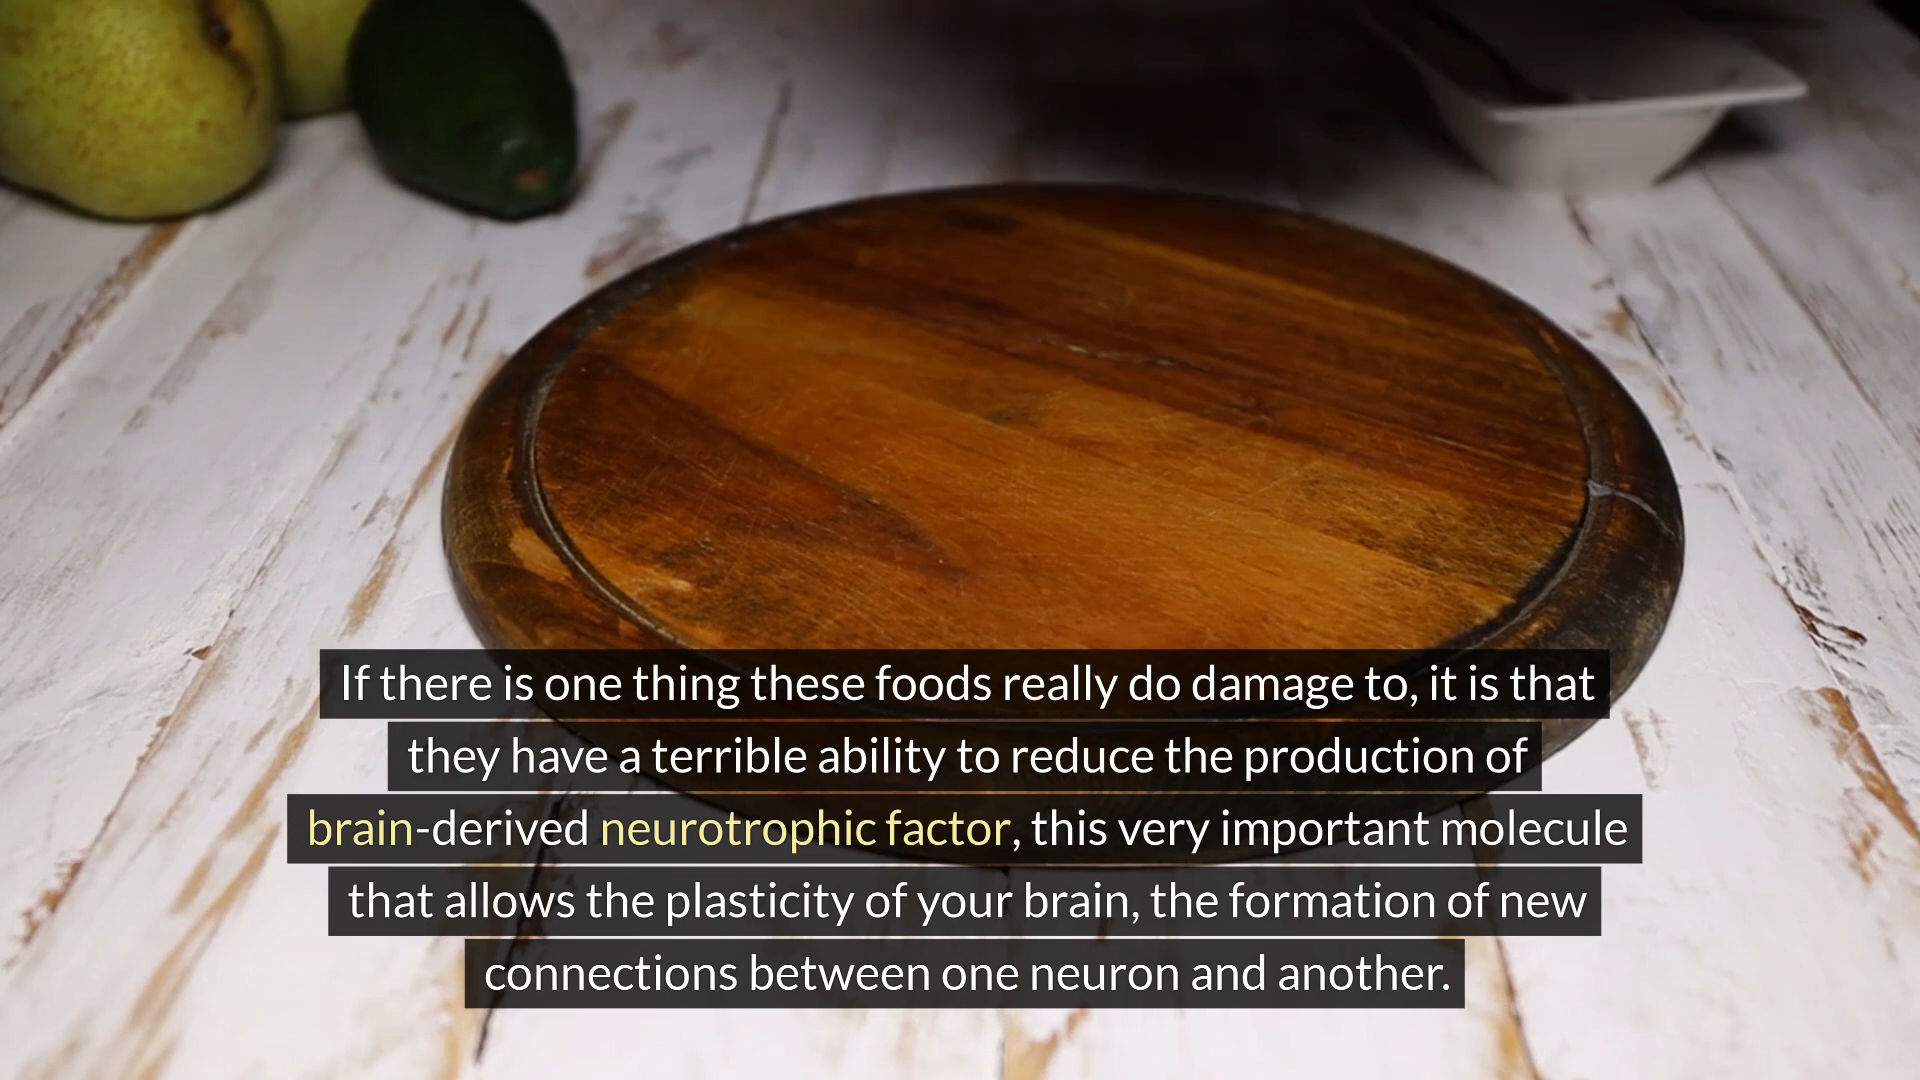 If there is one thing these foods really do damage to, it is that
they have a terrible ability to reduce the production of
brain-derived neurotrophic factor, this very important molecule
that allows the plasticity of your brain, the formation of new
connections between one neuron and another.